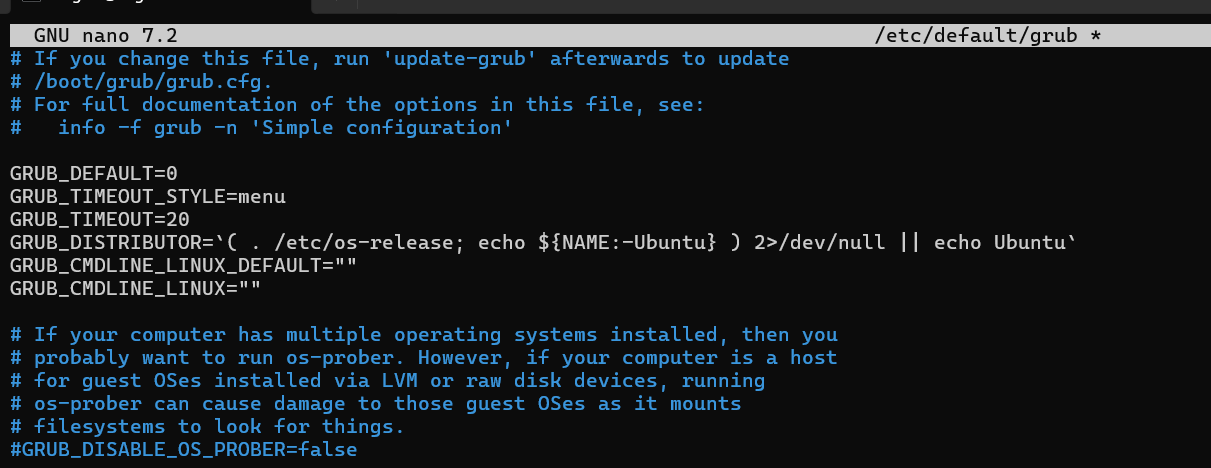 GNU nano 7.2 /etc/default/grub *
# If you change this file, run 'update-grub' afterwards to update
# /boot/grub/grub.cfg.
# For full documentation of the options in this file, see:
#   info -f grub -n 'Simple configuration'

GRUB_DEFAULT=0
GRUB_TIMEOUT_STYLE=menu
GRUB_TIMEOUT=20
GRUB_DISTRIBUTOR=`( . /etc/os-release; echo ${NAME:-Ubuntu} ) 2>/dev/null || echo Ubuntu`
GRUB_CMDLINE_LINUX_DEFAULT=""
GRUB_CMDLINE_LINUX=""

# If your computer has multiple operating systems installed, then you
# probably want to run os-prober. However, if your computer is a host
# for guest OSes installed via LVM or raw disk devices, running
# os-prober can cause damage to those guest OSes as it mounts
# filesystems to look for things.
#GRUB_DISABLE_OS_PROBER=false